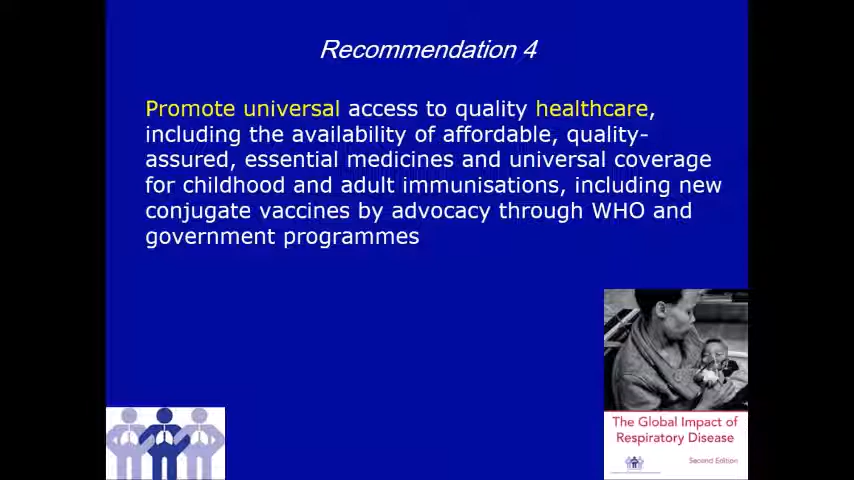 Recommendation 4
Promote universal access to quality healthcare,
including the availability of affordable, quality-
assured, essential medicines and universal coverage
for childhood and adult immunisations, including new
conjugate vaccines by advocacy through WHO and
government programmes
The Global Impact of
Respiratory Disease
Second Edition